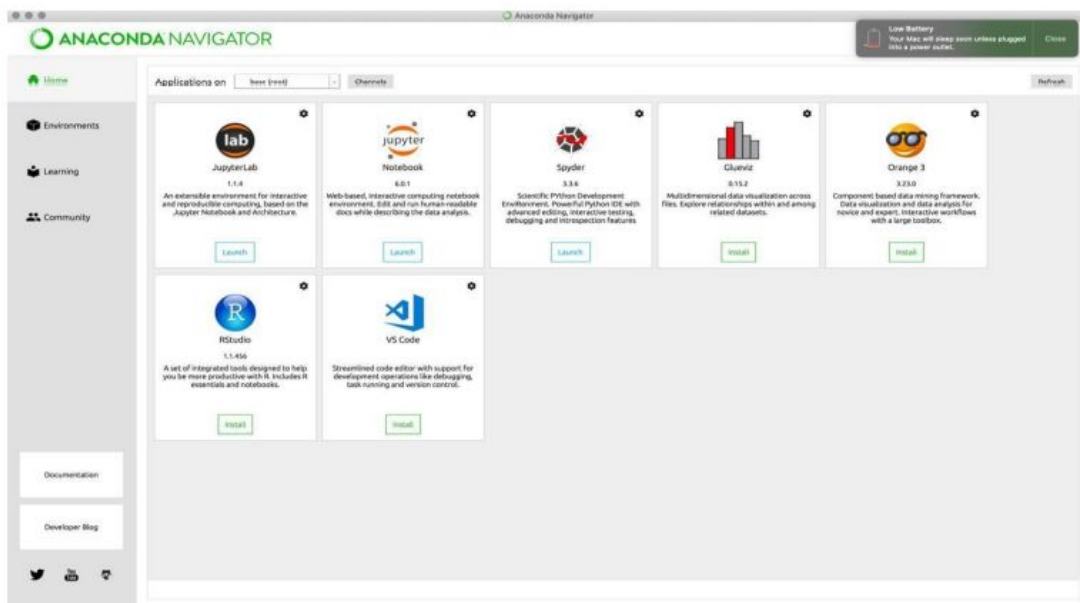 Anaconda Navigator
ANACONDA NAVIGATOR
Low Battery
Your Mac will sleep soon unless plugged
into a power outlet.
Close
Home
Environments
Learning
Community
Documentation
Developer Blog
You
Tube
Applications on
base (root)
Channels
Refresh
lab
JupyterLab
1.1.4
An extensible environment for interactive
and reproducible computing, based on the
Jupyter Notebook and Architecture.
Launch
jupyter
Notebook
6.0.1
Web-based, interactive computing notebook
environment. Edit and run human-readable
docs while describing the data analysis.
Launch
Spyder
3.3.6
Scientific PYthon Development
EnviRonment. Powerful Python IDE with
advanced editing, interactive testing,
debugging and introspection features
Launch
Glueviz
0.15.2
Multidimensional data visualization across
files. Explore relationships within and among
related datasets.
Install
Orange 3
3.23.0
Component based data mining framework.
Data visualization and data analysis for
novice and expert. Interactive workflows
with a large toolbox.
Install
R
RStudio
1.1.456
A set of integrated tools designed to help
you be more productive with R. Includes R
essentials and notebooks.
Install
VS Code
Streamlined code editor with support for
development operations like debugging,
task running and version control.
Install